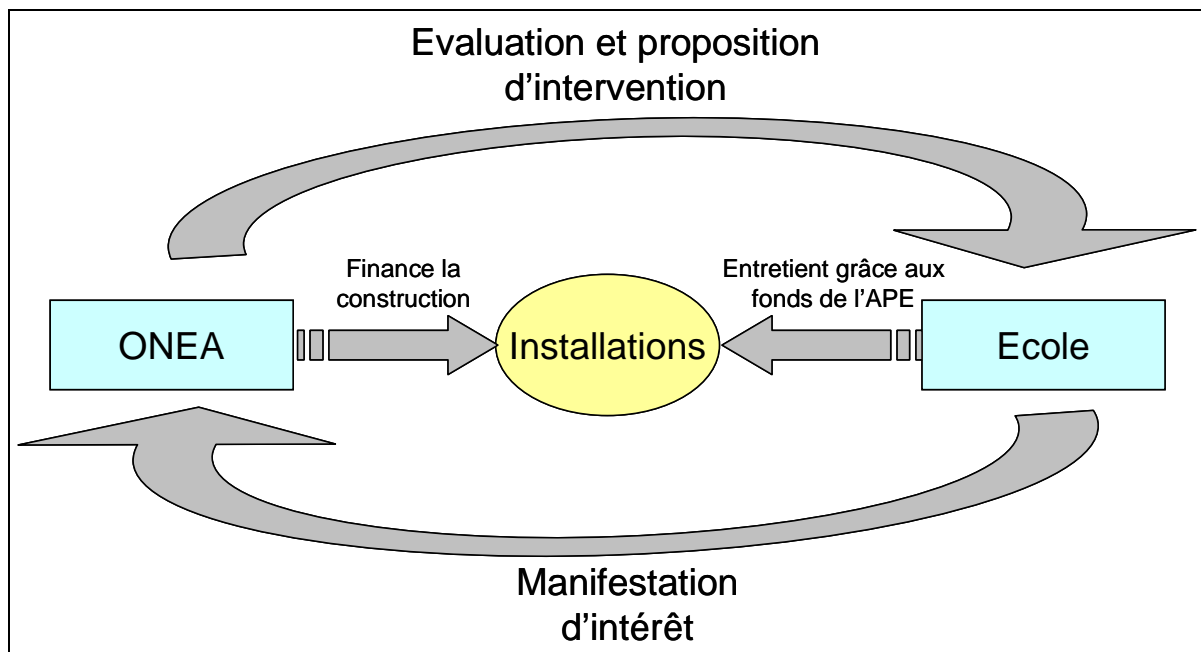 Evaluation et proposition
d’intervention
Finance la
construction
Entretient grâce aux
fonds de l’APE
ONEA
Installations
Ecole
Manifestation
d’intérêt